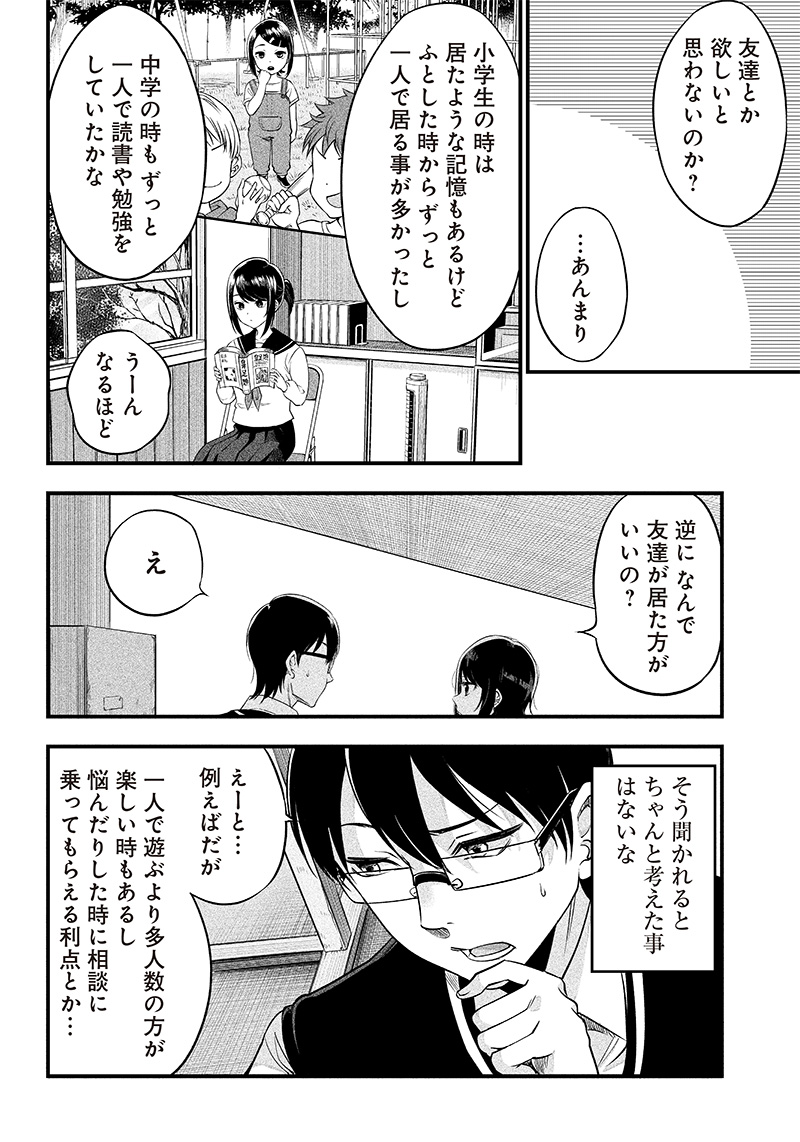 友達とか
欲しいと
思わないのか？
…あんまり
小学生の時は
居たような記憶もあるけど
ふとした時からずっと
一人で居る事が多かったし
中学の時もずっと
一人で読書や勉強を
していたかな
うーん
なるほど
逆になんで
友達が居た方が
いいの？
え
そう聞かれると
ちゃんと考えた事
はないな
えーと…
例えばだが
一人で遊ぶより多人数の方が
楽しい時もあるし
悩んだりした時に相談に
乗ってもらえる利点とか…